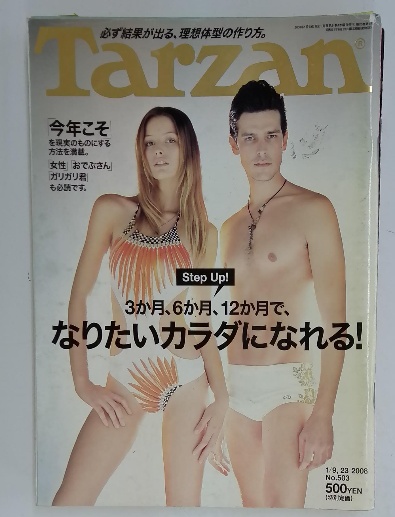 必ず結果が出る、理想体型の作り方。
Tarzan®
「今年こそ
を現実のものにする
方法を満載。
「女性」「おでぶさん」
「ガリガリ君」
も必読です。
Step Up!
3か月、6か月、12か月で、
なりたいカラダになれる!
1/9, 23 2008
No.503
500YEN
(特別定価)